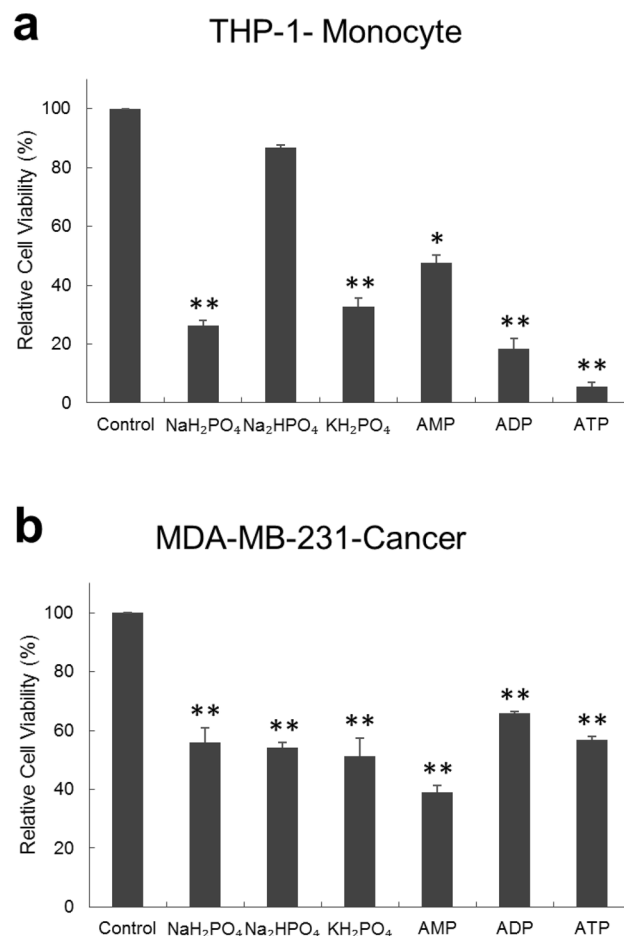 a
THP-1- Monocyte
Relative Cell Viability (%)
100
80
60
40
20
0
**
**
*
**
**
Control NaH₂PO₄ Na₂HPO₄ KH₂PO₄ AMP ADP ATP
b
MDA-MB-231-Cancer
Relative Cell Viability (%)
100
80
60
40
20
0
**
**
**
**
**
**
Control NaH₂PO₄ Na₂HPO₄ KH₂PO₄ AMP ADP ATP